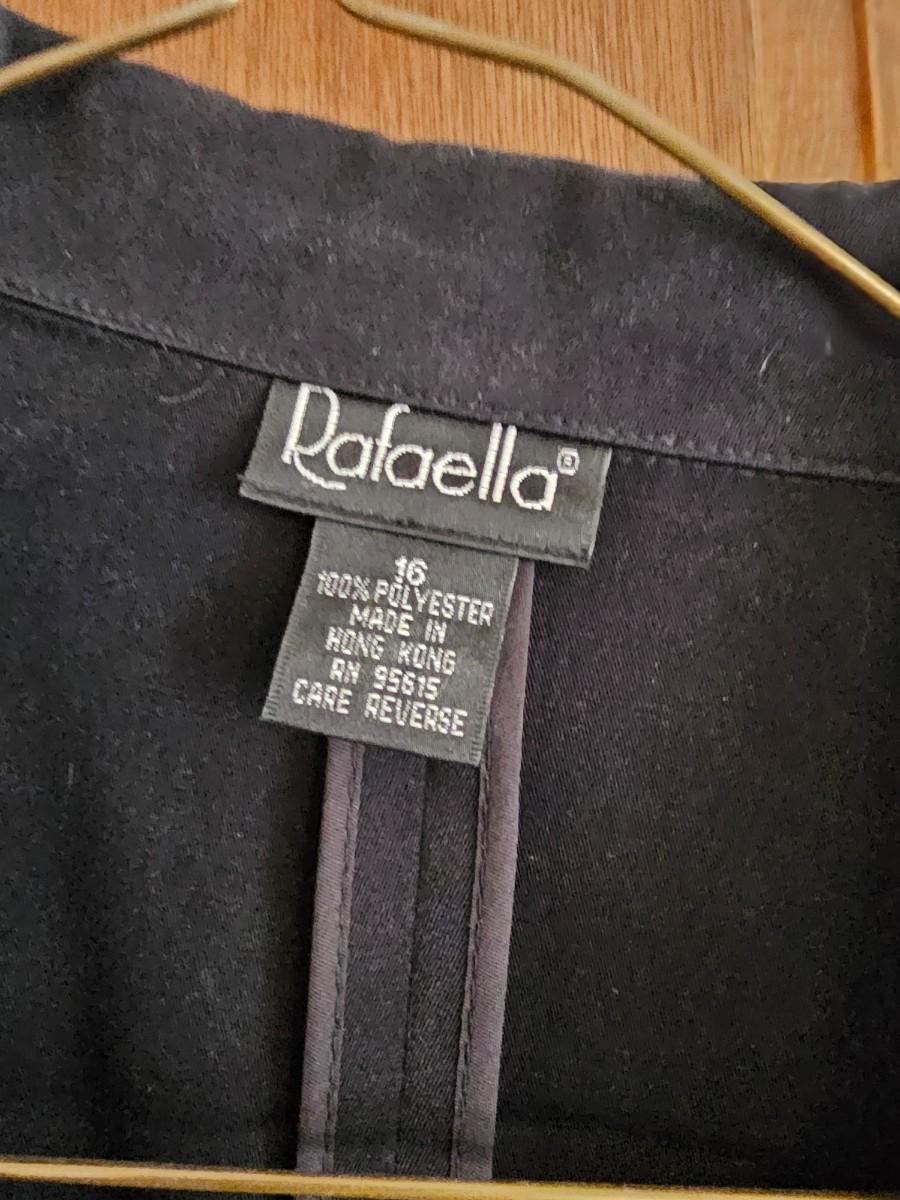 Rafaella®
16
100% POLYESTER
MADE IN
HONG KONG
RN 95615
CARE REVERSE